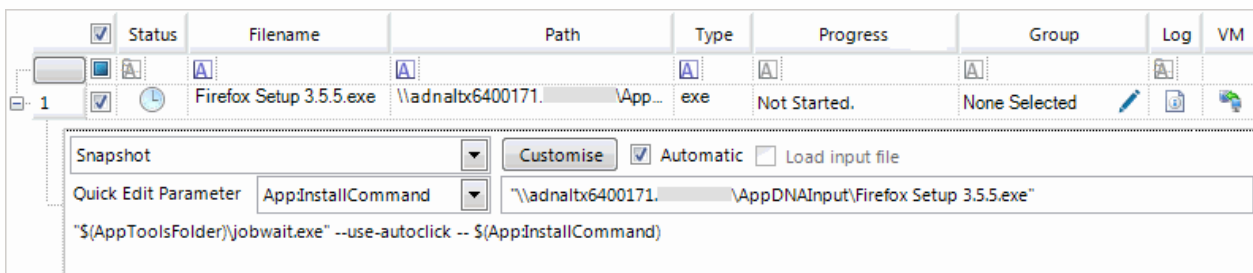 Status Filename Path Type Progress Group Log VM
A A A A A A A
1 Firefox Setup 3.5.5.exe \\adnaltx6400171. \App... exe Not Started. None Selected
Snapshot Customise Automatic Load input file
Quick Edit Parameter App:InstallCommand "\\adnaltx6400171. \AppDNAInput\Firefox Setup 3.5.5.exe"
"$(AppToolsFolder)\jobwait.exe" --use-autoclick -- $(App:InstallCommand)